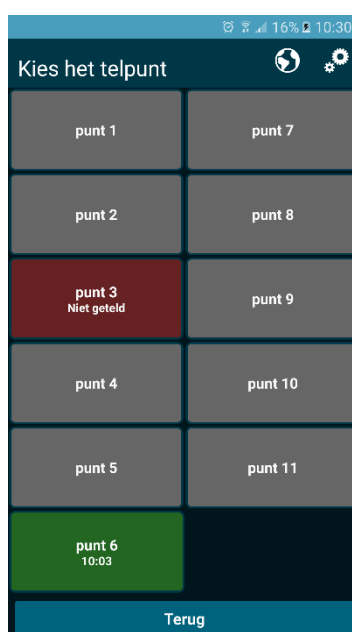 16% 10:30
Kies het telpunt
punt 1
punt 7
punt 2
punt 8
punt 3
Niet geteld
punt 9
punt 4
punt 10
punt 5
punt 11
punt 6
10:03
Terug